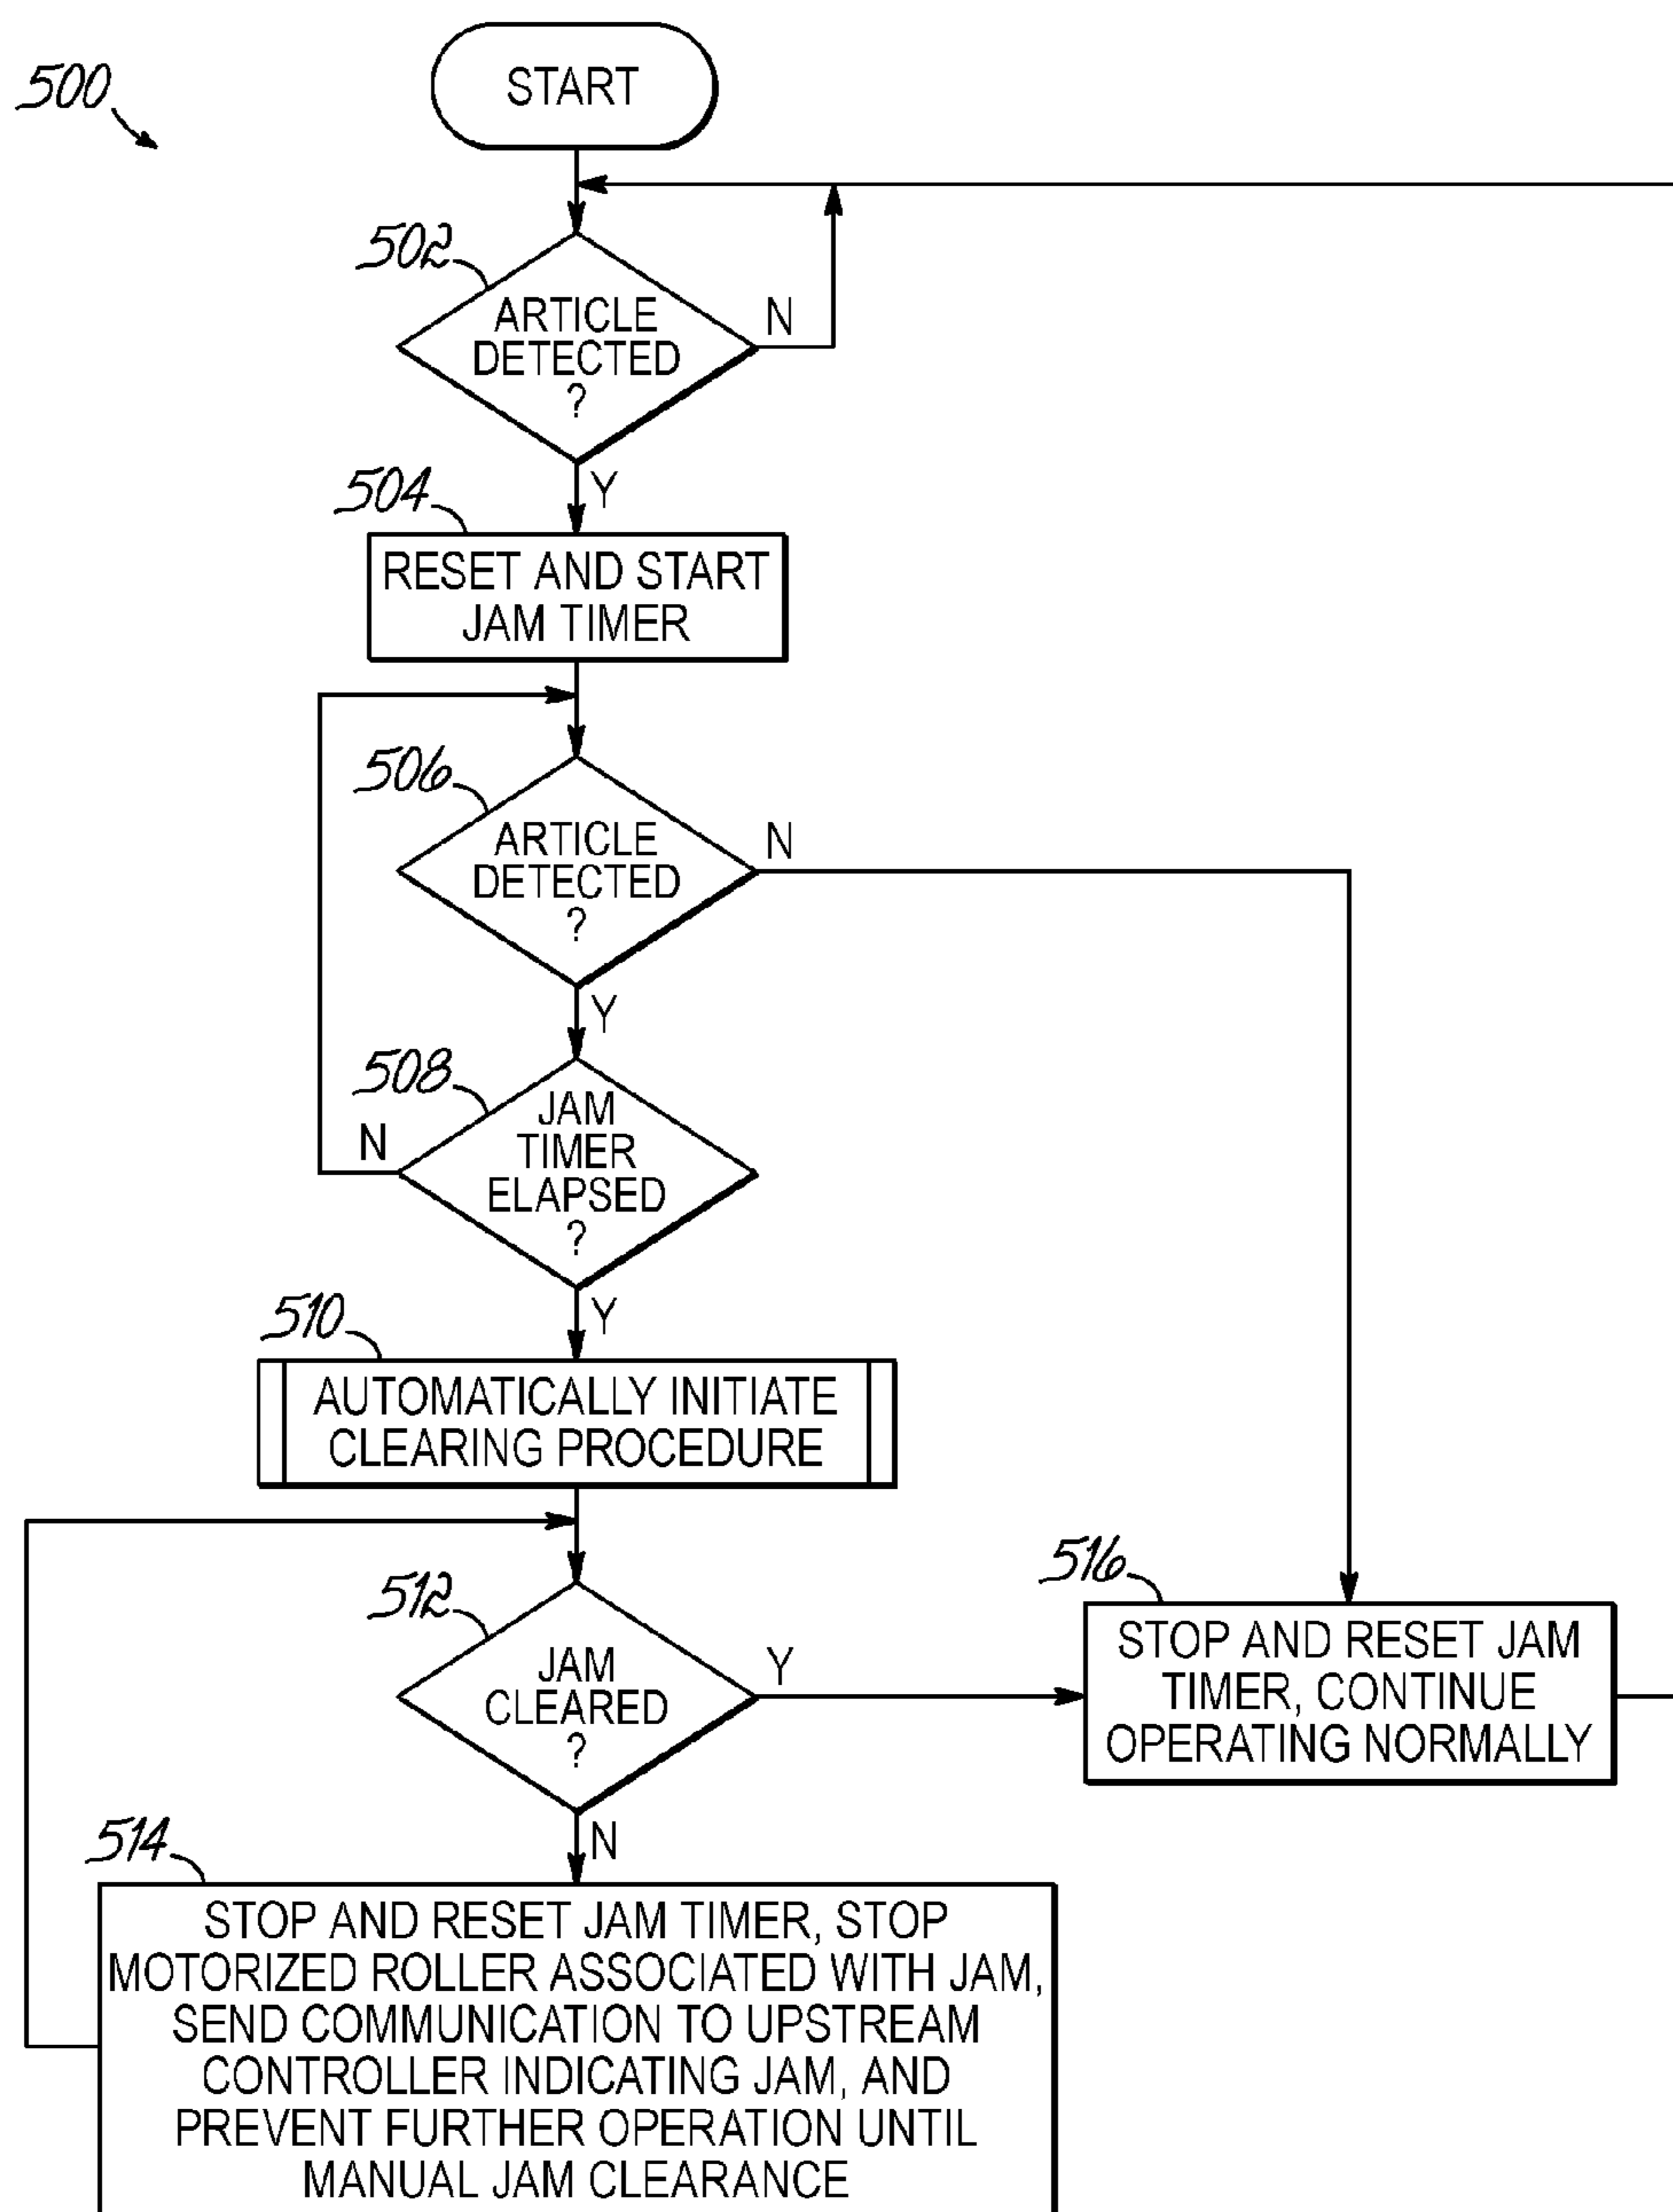 500
START
502
ARTICLE
DETECTED
?
N
Y
504
RESET AND START
JAM TIMER
506
ARTICLE
DETECTED
?
N
Y
508
JAM
TIMER
ELAPSED
?
N
Y
510
AUTOMATICALLY INITIATE
CLEARING PROCEDURE
512
JAM
CLEARED
?
Y
N
516
STOP AND RESET JAM
TIMER, CONTINUE
OPERATING NORMALLY
514
STOP AND RESET JAM TIMER, STOP
MOTORIZED ROLLER ASSOCIATED WITH JAM,
SEND COMMUNICATION TO UPSTREAM
CONTROLLER INDICATING JAM, AND
PREVENT FURTHER OPERATION UNTIL
MANUAL JAM CLEARANCE